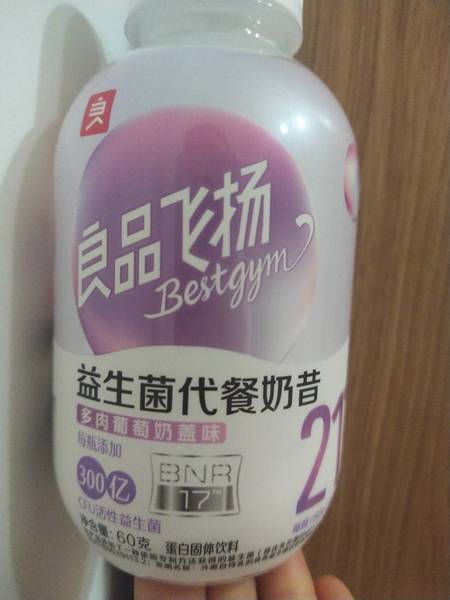 良
良品飞扬
Bestgym
益生菌代餐奶昔
多肉葡萄奶盖味
每瓶添加
300亿
CFU活性益生菌
BNR
17™
21
净含量: 60克
蛋白固体饮料